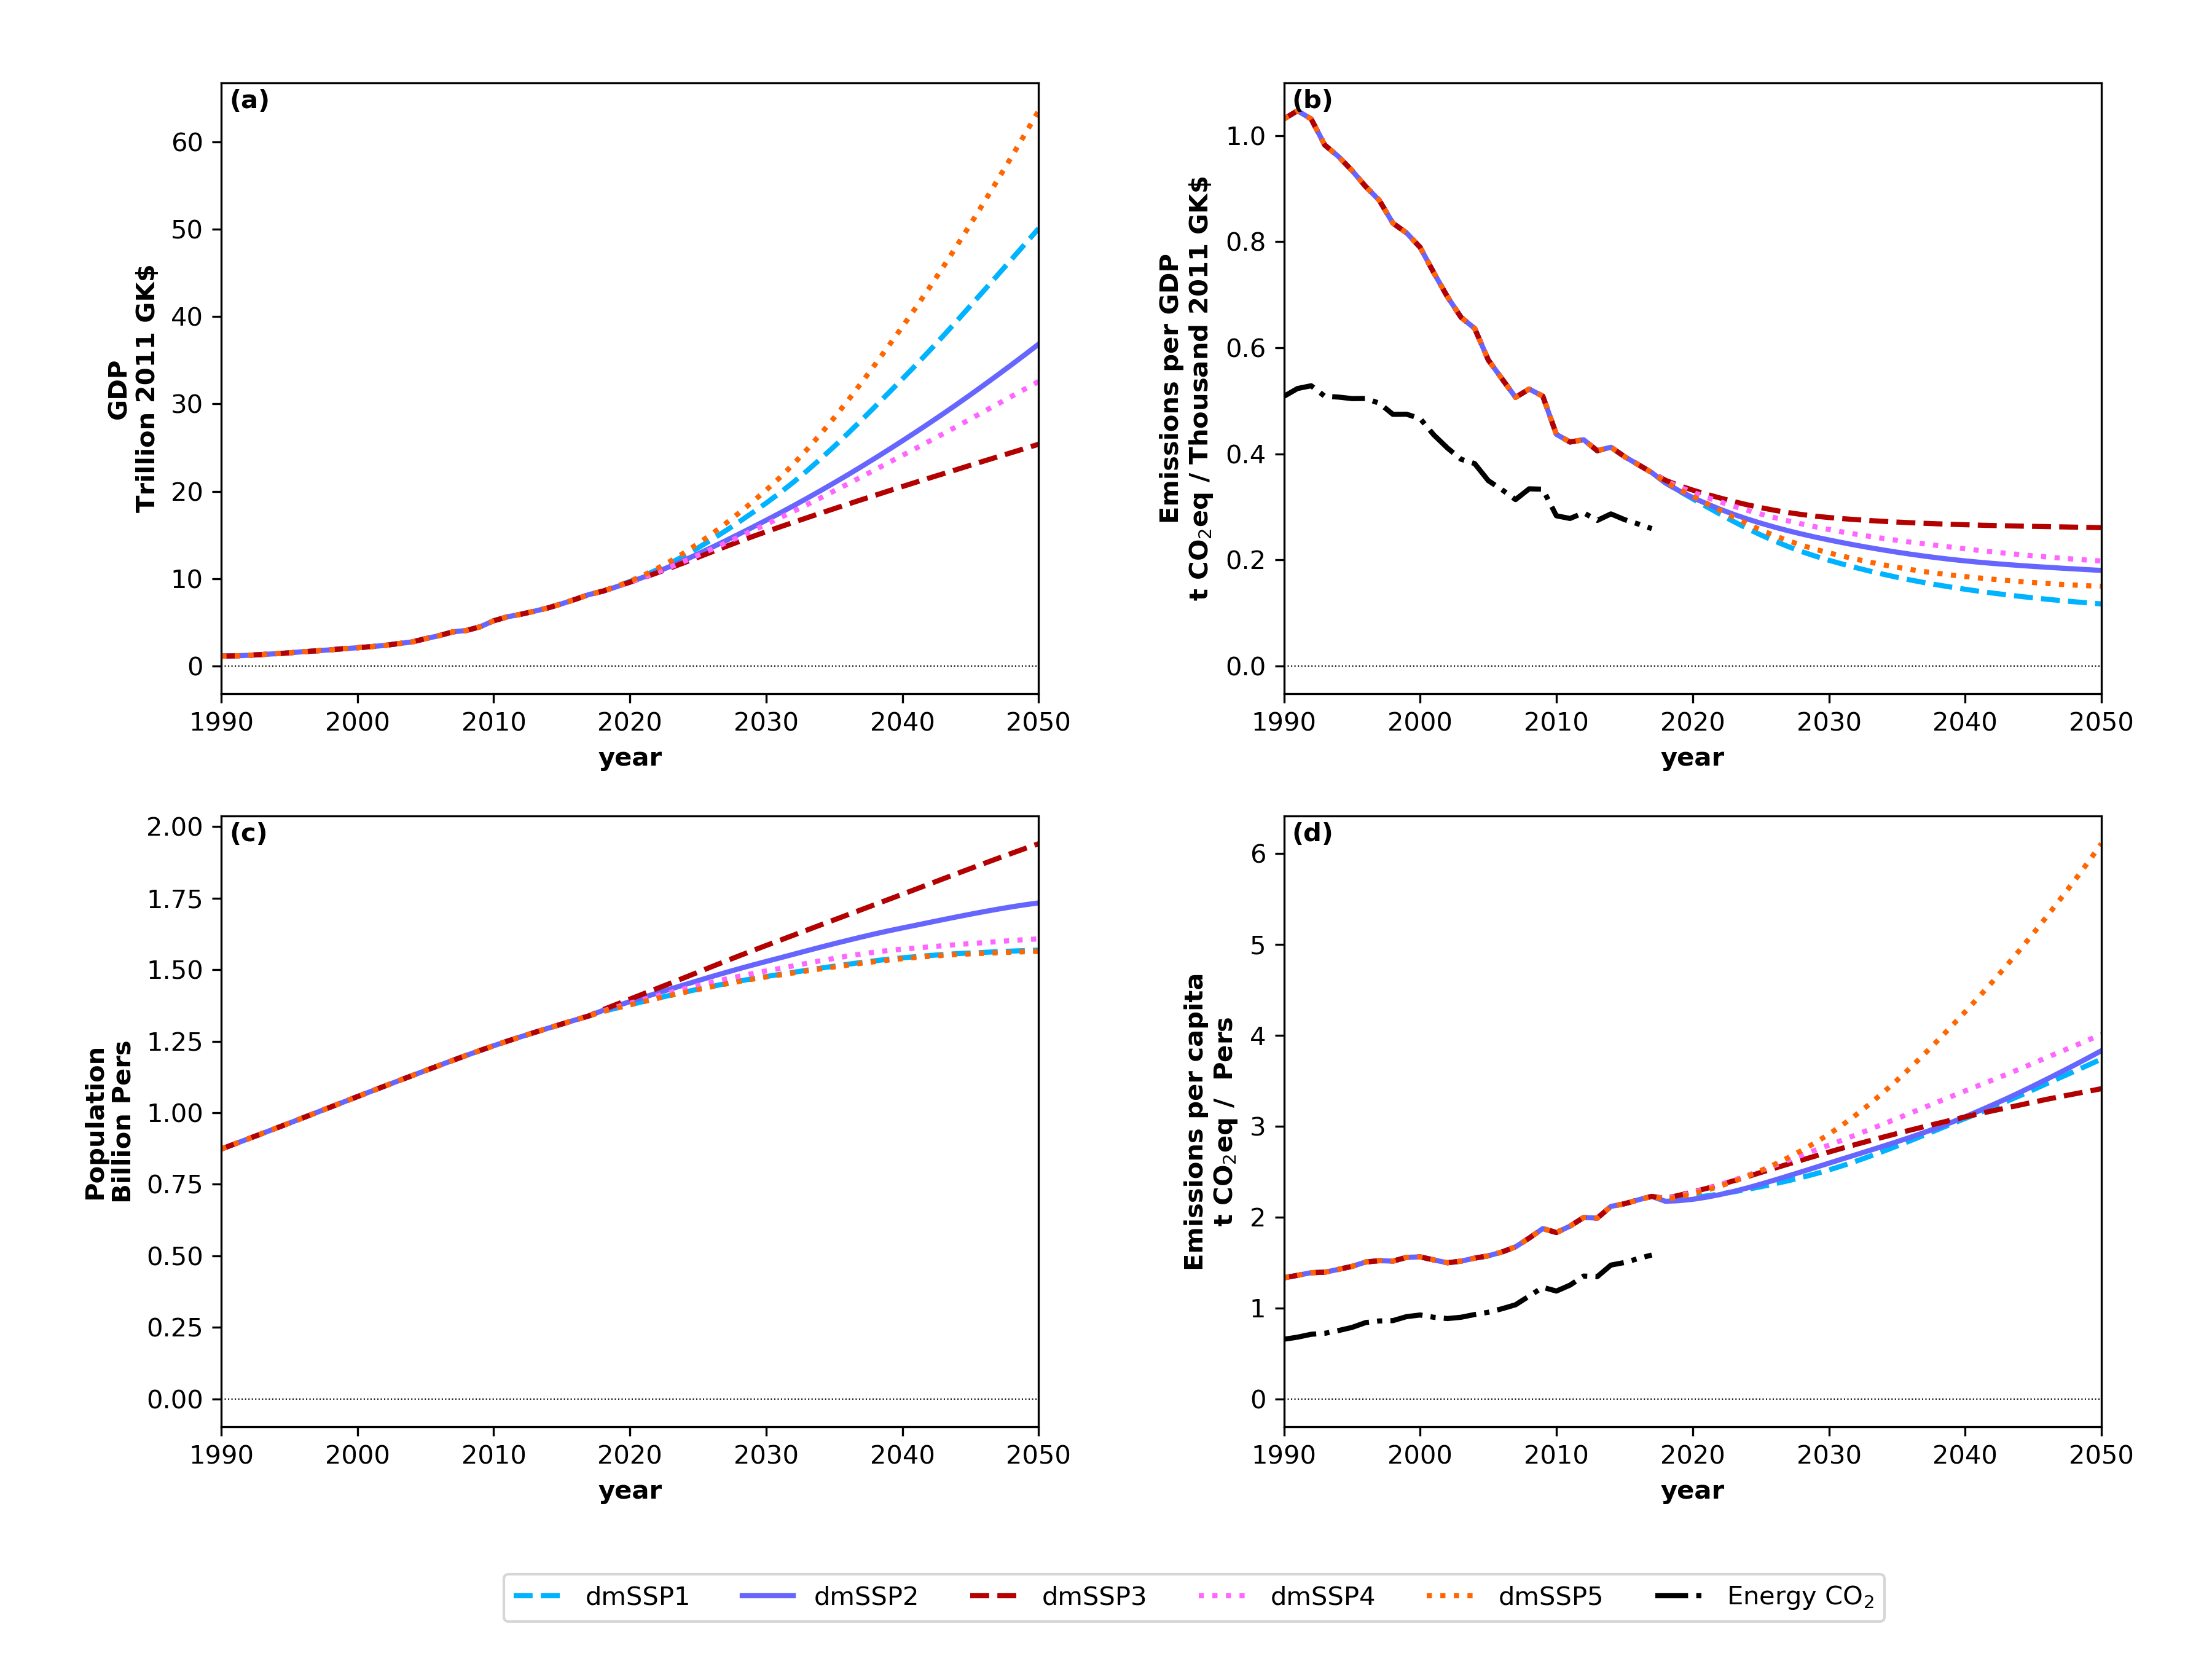 (a)
60
50
40
30
20
10
0
GDP
Trillion 2011 GK$
1990 2000 2010 2020 2030 2040 2050
year
(b)
1.0
0.8
0.6
0.4
0.2
0.0
Emissions per GDP
t CO₂eq / Thousand 2011 GK$
1990 2000 2010 2020 2030 2040 2050
year
(c)
2.00
1.75
1.50
1.25
1.00
0.75
0.50
0.25
0.00
Population
Billion Pers
1990 2000 2010 2020 2030 2040 2050
year
(d)
6
5
4
3
2
1
0
Emissions per capita
t CO₂eq / Pers
1990 2000 2010 2020 2030 2040 2050
year
dmSSP1 dmSSP2 dmSSP3 dmSSP4 dmSSP5 Energy CO₂